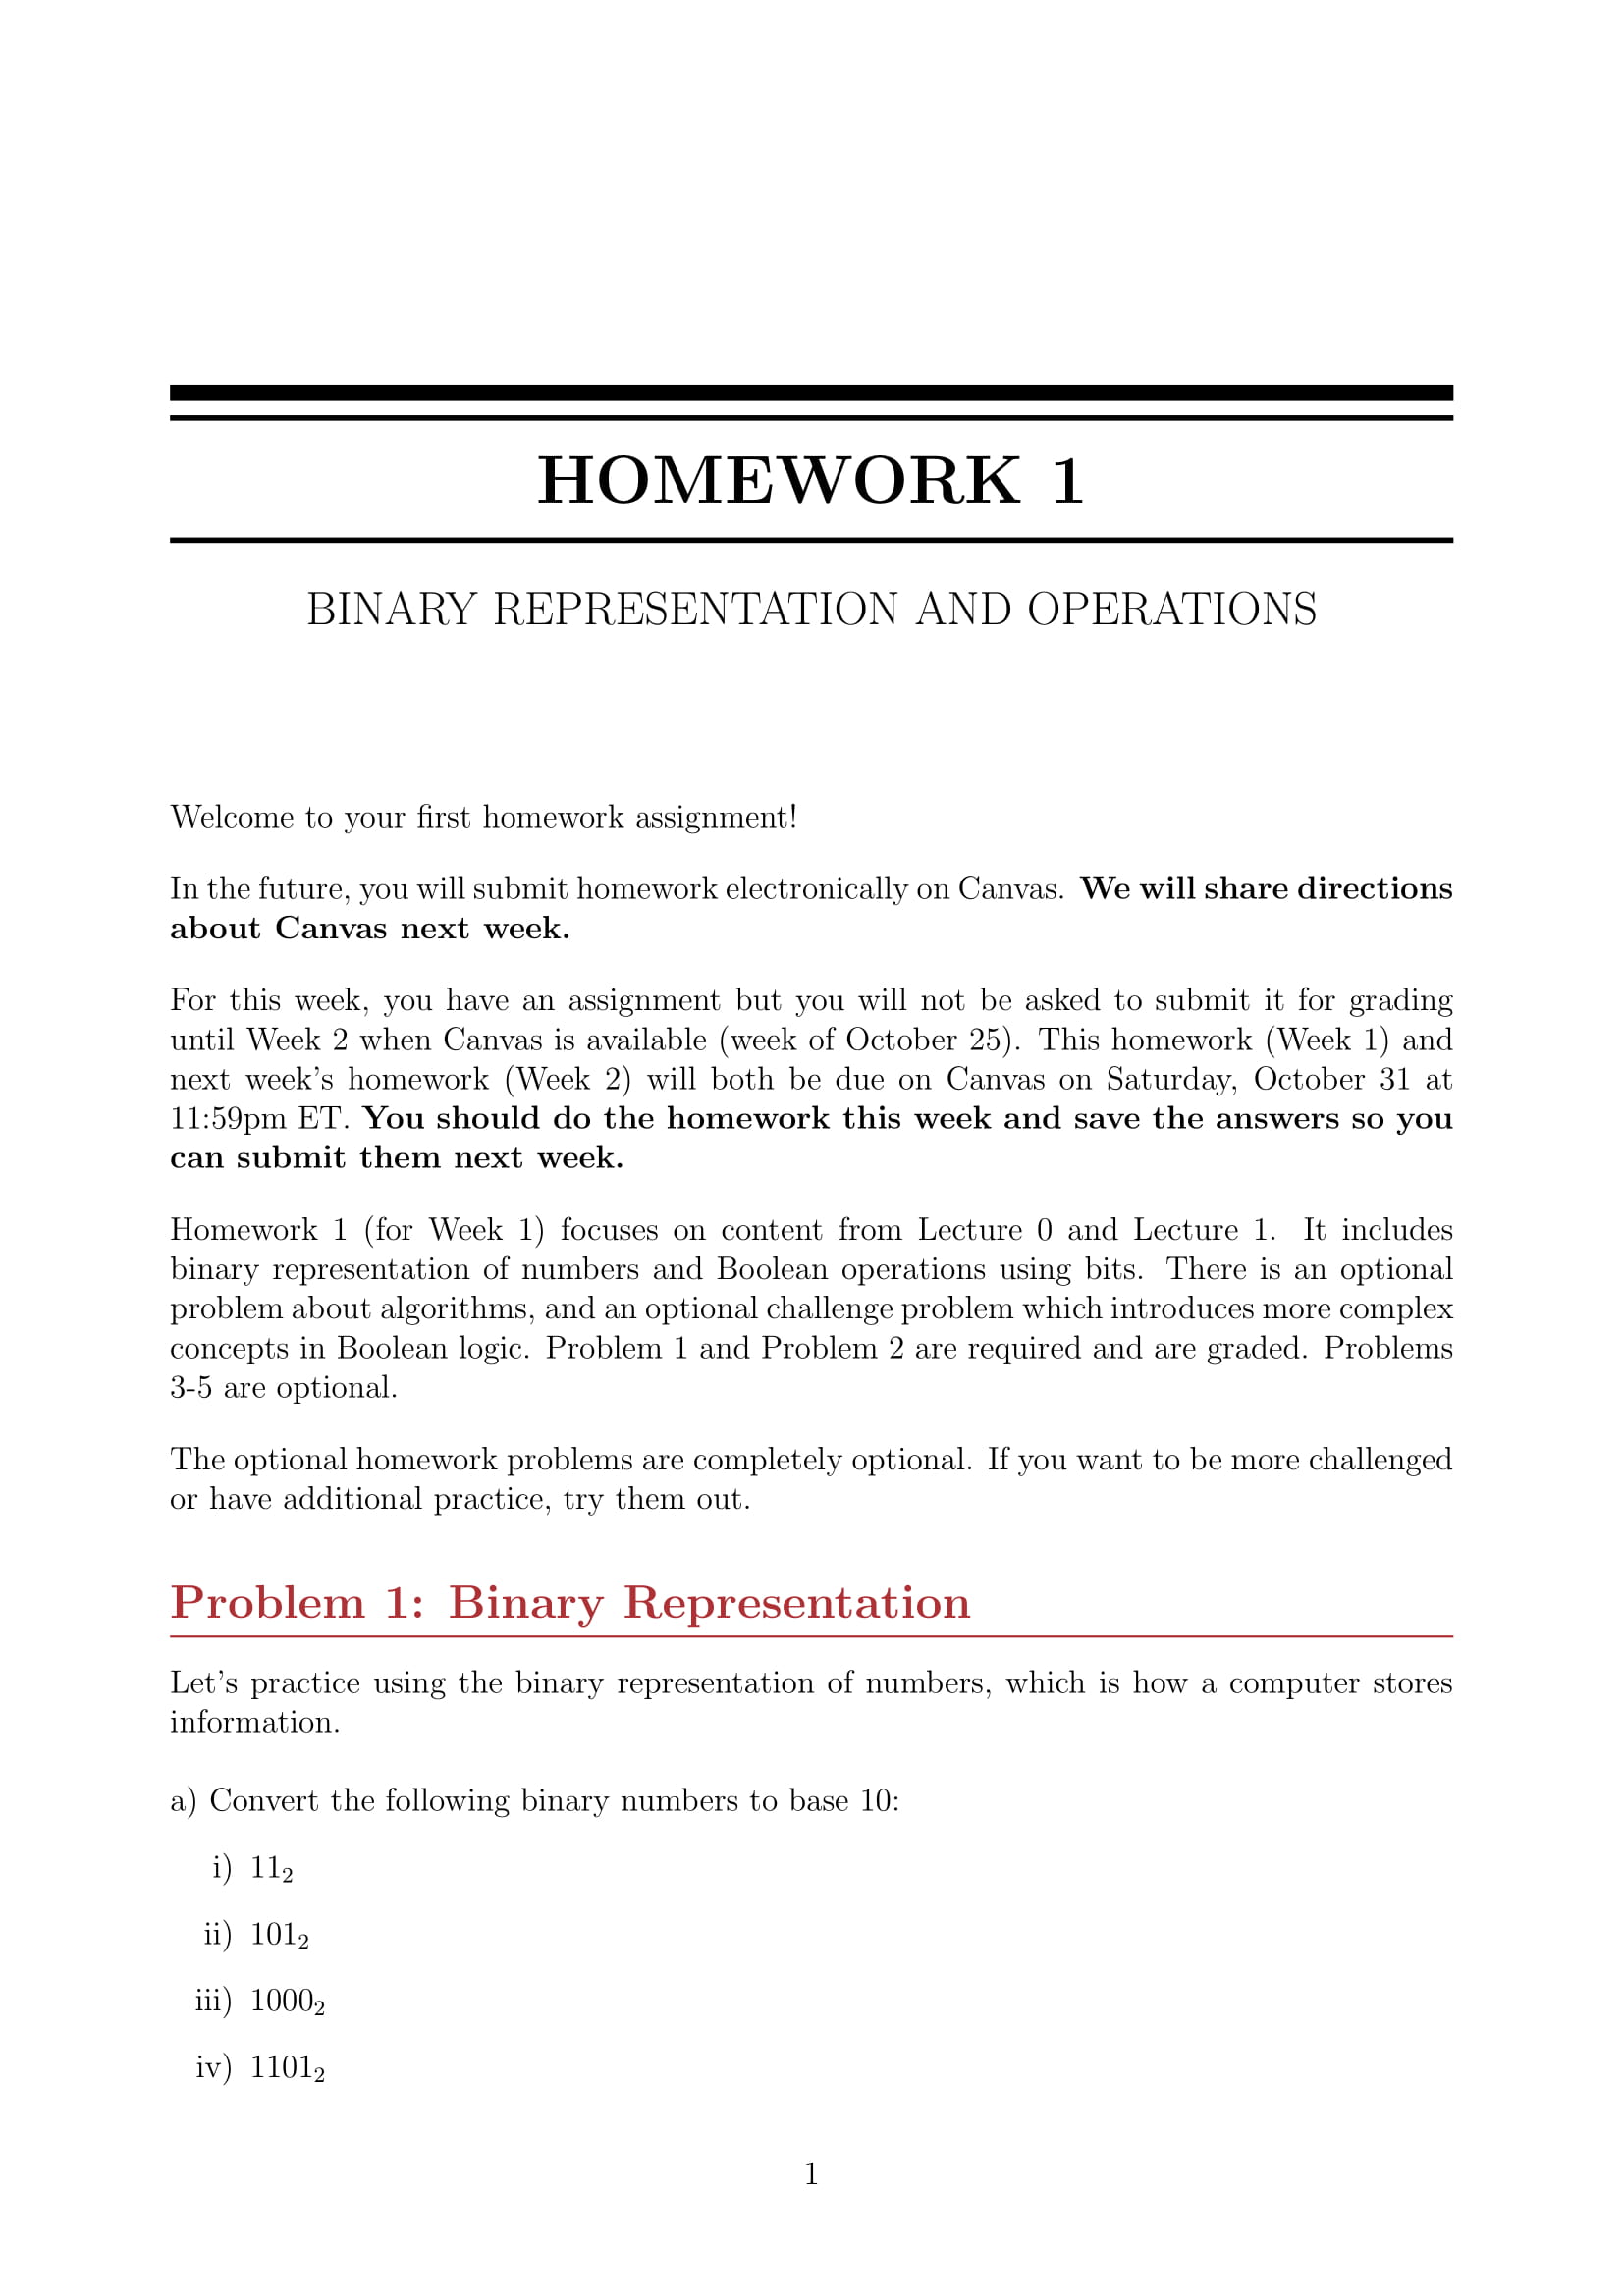 HOMEWORK 1
BINARY REPRESENTATION AND OPERATIONS
Welcome to your first homework assignment!
In the future, you will submit homework electronically on Canvas. We will share directions
about Canvas next week.
For this week, you have an assignment but you will not be asked to submit it for grading
until Week 2 when Canvas is available (week of October 25). This homework (Week 1) and
next week's homework (Week 2) will both be due on Canvas on Saturday, October 31 at
11:59pm ET. You should do the homework this week and save the answers so you
can submit them next week.
Homework 1 (for Week 1) focuses on content from Lecture 0 and Lecture 1. It includes
binary representation of numbers and Boolean operations using bits. There is an optional
problem about algorithms, and an optional challenge problem which introduces more complex
concepts in Boolean logic. Problem 1 and Problem 2 are required and are graded. Problems
3-5 are optional.
The optional homework problems are completely optional. If you want to be more challenged
or have additional practice, try them out.
Problem 1: Binary Representation
Let's practice using the binary representation of numbers, which is how a computer stores
information.
a) Convert the following binary numbers to base 10:
i) 11₂
ii) 101₂
iii) 1000₂
iv) 1101₂
1